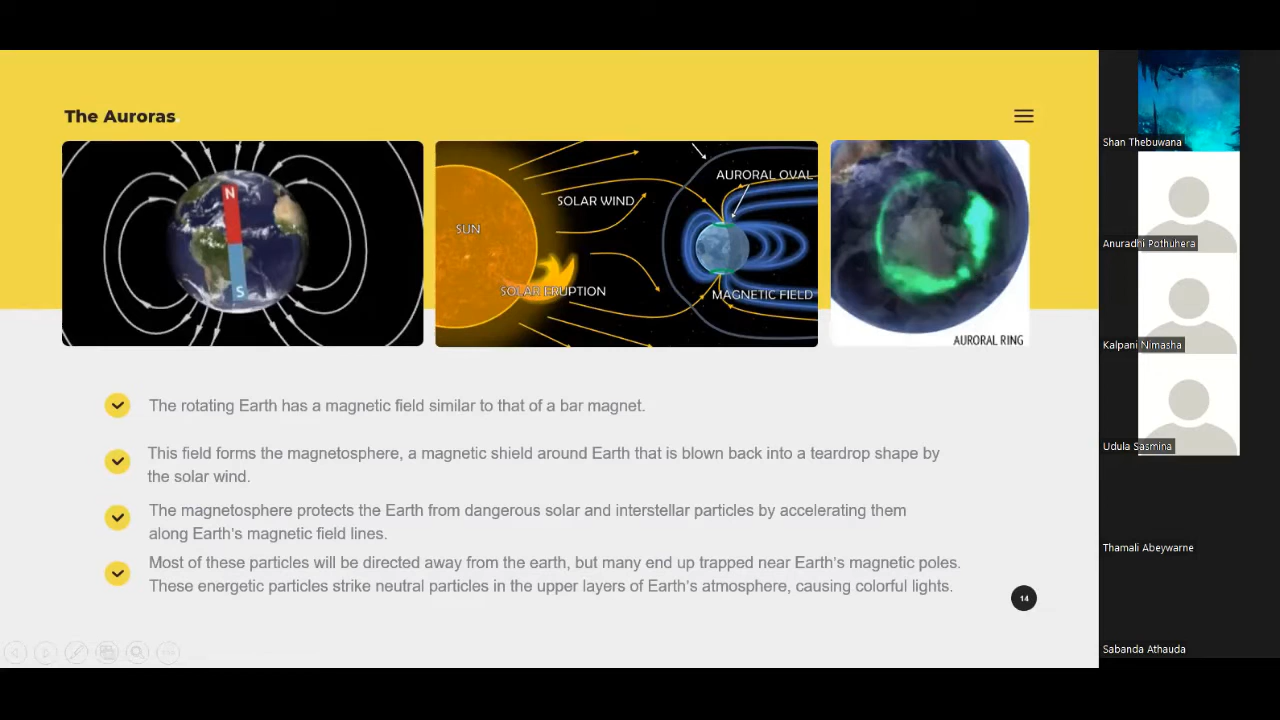 The Auroras
N
S
SUN
SOLAR WIND
SOLAR ERUPTION
AURORAL OVAL
MAGNETIC FIELD
AURORAL RING
The rotating Earth has a magnetic field similar to that of a bar magnet.
This field forms the magnetosphere, a magnetic shield around Earth that is blown back into a teardrop shape by
the solar wind.
The magnetosphere protects the Earth from dangerous solar and interstellar particles by accelerating them
along Earth's magnetic field lines.
Most of these particles will be directed away from the earth, but many end up trapped near Earth's magnetic poles.
These energetic particles strike neutral particles in the upper layers of Earth's atmosphere, causing colorful lights.
14
Shan Thebuwana
Anuradhi Pothuhera
Kalpani Nimasha
Udula Sasmina
Thamali Abeywarne
Sabanda Athauda